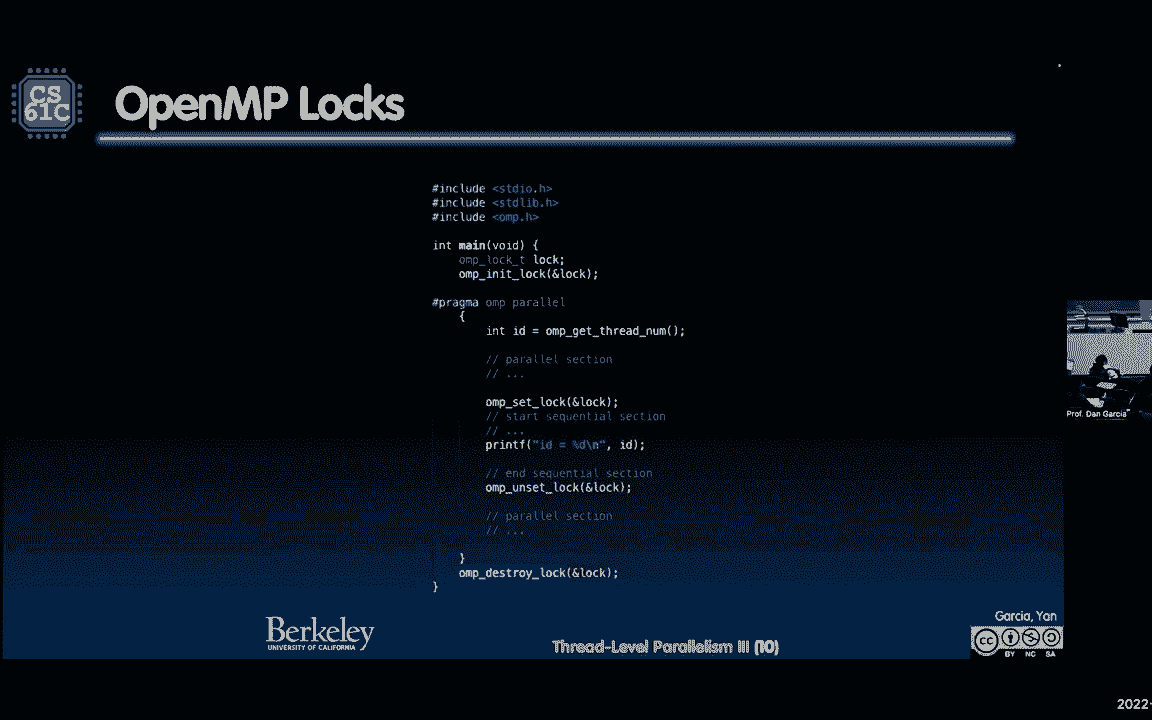 CS
61C
OpenMP Locks
#include <stdio.h>
#include <stdlib.h>
#include <omp.h>
int main(void) {
omp_lock_t lock;
omp_init_lock(&lock);
#pragma omp parallel
{
int id = omp_get_thread_num();
// parallel section
// ...
omp_set_lock(&lock);
// start sequential section
// ...
printf("id = %d\n", id);
// end sequential section
omp_unset_lock(&lock);
// parallel section
// ...
}
omp_destroy_lock(&lock);
}
Prof. Dan Garcia
Berkeley
UNIVERSITY OF CALIFORNIA
Thread-Level Parallelism III (10)
Garcia, Yan
cc
BY NC SA
2022-